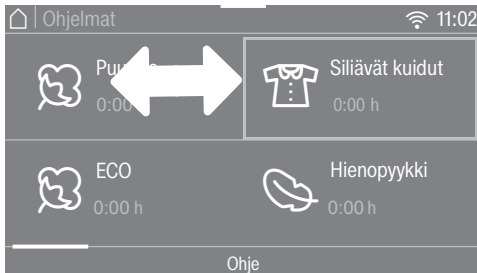 Ohjelmat 11:02
Siliävät kuidut
0:00 h
ECO
0:00 h
Hienopyykki
0:00 h
Ohje